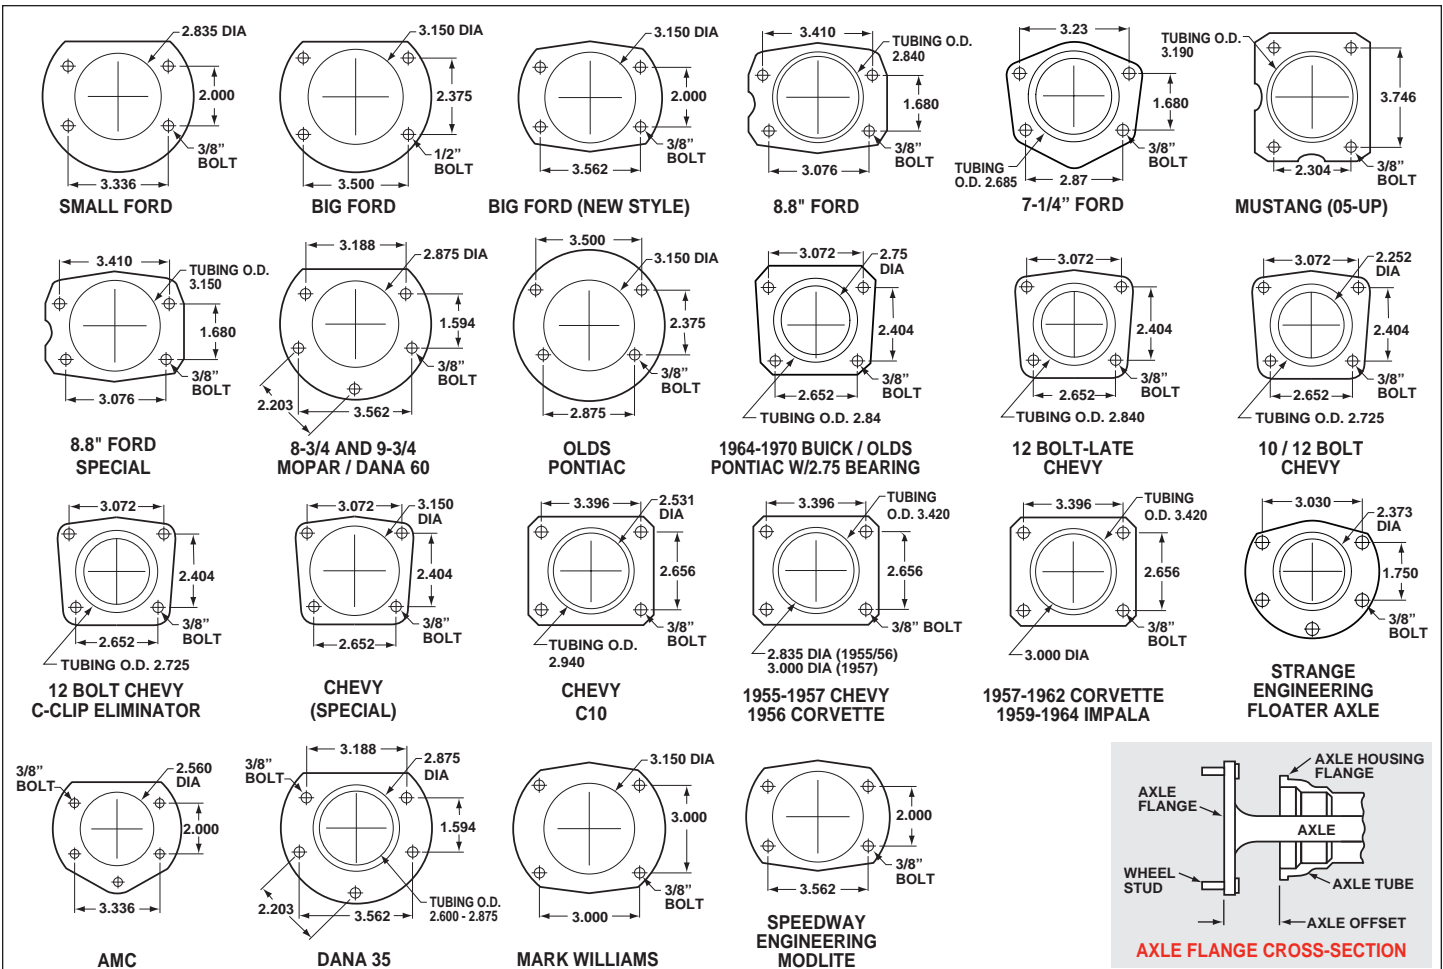 2.835 DIA
2.000
3/8”
BOLT
3.336
SMALL FORD
3.150 DIA
2.375
1/2”
BOLT
3.500
BIG FORD
3.150 DIA
2.000
3/8”
BOLT
3.562
BIG FORD (NEW STYLE)
3.410
TUBING O.D.
2.840
1.680
3/8”
BOLT
3.076
8.8" FORD
3.23
1.680
3/8”
BOLT
TUBING
O.D. 2.685
2.87
7-1/4” FORD
TUBING O.D.
3.190
3.746
3/8”
BOLT
2.304
MUSTANG (05-UP)
3.410
TUBING O.D.
3.150
1.680
3/8”
BOLT
3.076
8.8" FORD
SPECIAL
3.188
2.875 DIA
1.594
3/8”
BOLT
2.203
3.562
8-3/4 AND 9-3/4
MOPAR / DANA 60
3.500
3.150 DIA
2.375
3/8”
BOLT
2.875
OLDS
PONTIAC
3.072
2.75
DIA
2.404
3/8”
BOLT
2.652
TUBING O.D. 2.84
1964-1970 BUICK / OLDS
PONTIAC W/2.75 BEARING
3.072
2.404
3/8”
BOLT
2.652
TUBING O.D. 2.840
12 BOLT-LATE
CHEVY
3.072
2.252
DIA
2.404
3/8”
BOLT
2.652
TUBING O.D. 2.725
10 / 12 BOLT
CHEVY
3.072
2.404
3/8”
BOLT
2.652
TUBING O.D. 2.725
12 BOLT CHEVY
C-CLIP ELIMINATOR
3.072
3.150
DIA
2.404
3/8”
BOLT
2.652
CHEVY
(SPECIAL)
3.396
2.531
DIA
2.656
3/8”
BOLT
TUBING O.D.
2.940
CHEVY
C10
3.396
TUBING
O.D. 3.420
2.656
3/8” BOLT
2.835 DIA (1955/56)
3.000 DIA (1957)
1955-1957 CHEVY
1956 CORVETTE
3.396
TUBING
O.D. 3.420
2.656
3/8”
BOLT
3.000 DIA
1957-1962 CORVETTE
1959-1964 IMPALA
3.030
2.373
DIA
1.750
3/8”
BOLT
STRANGE
ENGINEERING
FLOATER AXLE
3/8”
BOLT
2.560
DIA
2.000
3.336
AMC
3/8”
BOLT
3.188
2.875
DIA
1.594
2.203
3.562
TUBING O.D.
2.600 - 2.875
DANA 35
3.150 DIA
3.000
3/8”
BOLT
3.000
MARK WILLIAMS
2.000
3/8”
BOLT
3.562
SPEEDWAY
ENGINEERING
MODLITE
AXLE HOUSING
FLANGE
AXLE
FLANGE
AXLE
WHEEL
STUD
AXLE TUBE
AXLE OFFSET
AXLE FLANGE CROSS-SECTION